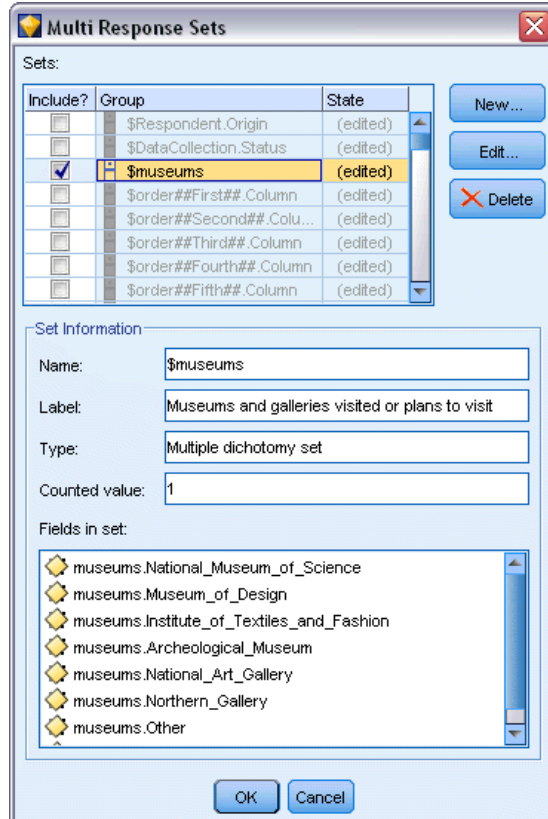 Multi Response Sets
Sets:
Include? Group State
$Respondent.Origin (edited)
$DataCollection.Status (edited)
$museums (edited)
$order##First##.Column (edited)
$order##Second##.Colu... (edited)
$order##Third##.Column (edited)
$order##Fourth##.Column (edited)
$order##Fifth##.Column (edited)
New...
Edit...
Delete
Set Information
Name: $museums
Label: Museums and galleries visited or plans to visit
Type: Multiple dichotomy set
Counted value: 1
Fields in set:
museums.National_Museum_of_Science
museums.Museum_of_Design
museums.Institute_of_Textiles_and_Fashion
museums.Archeological_Museum
museums.National_Art_Gallery
museums.Northern_Gallery
museums.Other
OK Cancel